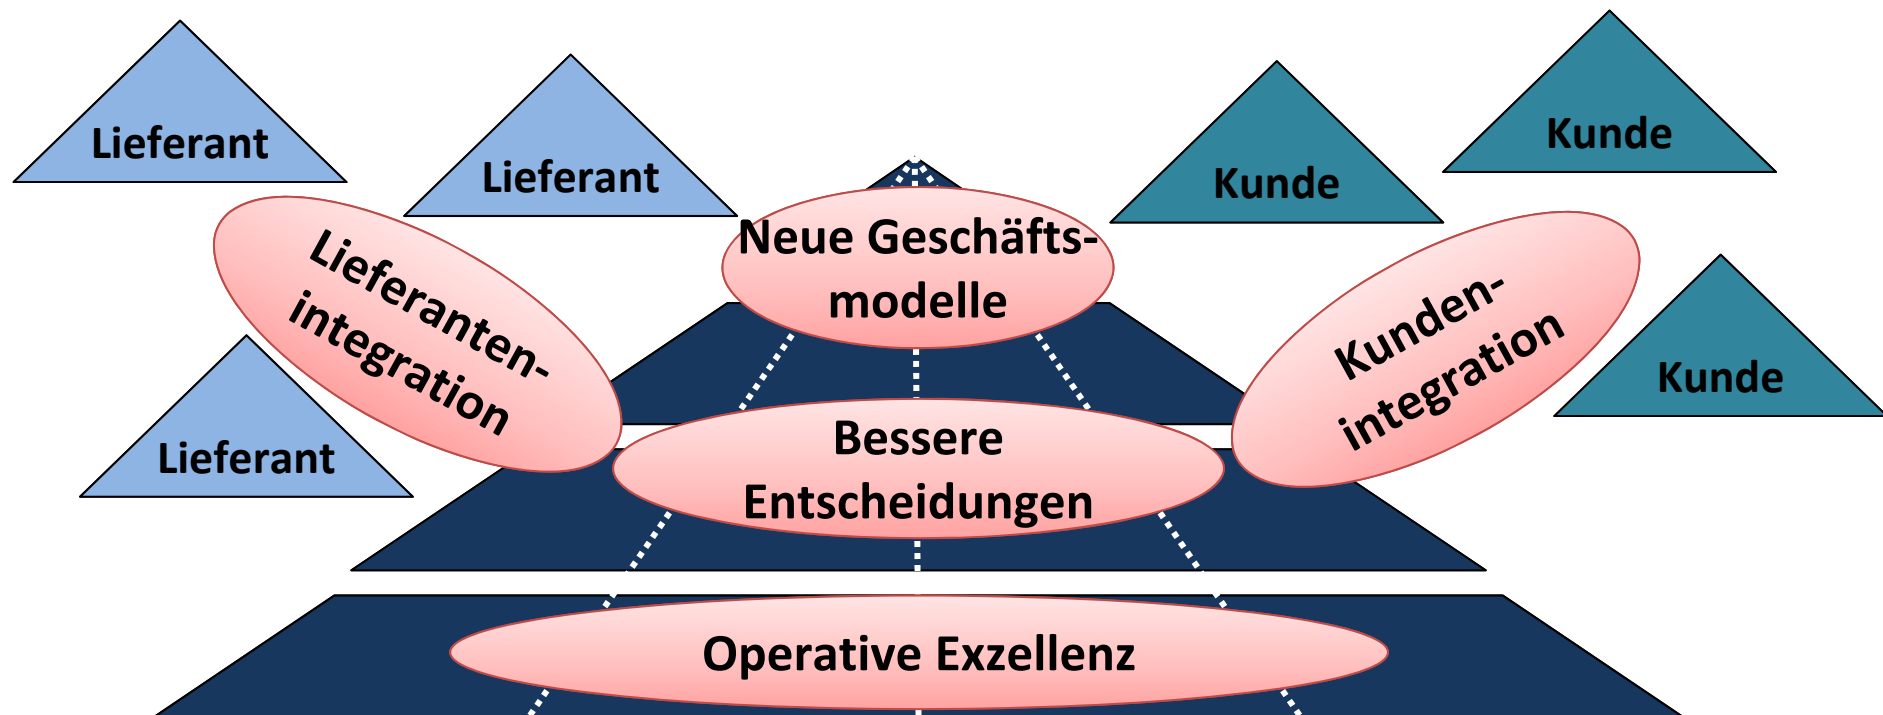 Lieferant
Lieferant
Lieferant
Lieferanten-
integration
Neue Geschäfts-
modelle
Bessere
Entscheidungen
Operative Exzellenz
Kunde
Kunde
Kunde
Kunden-
integration